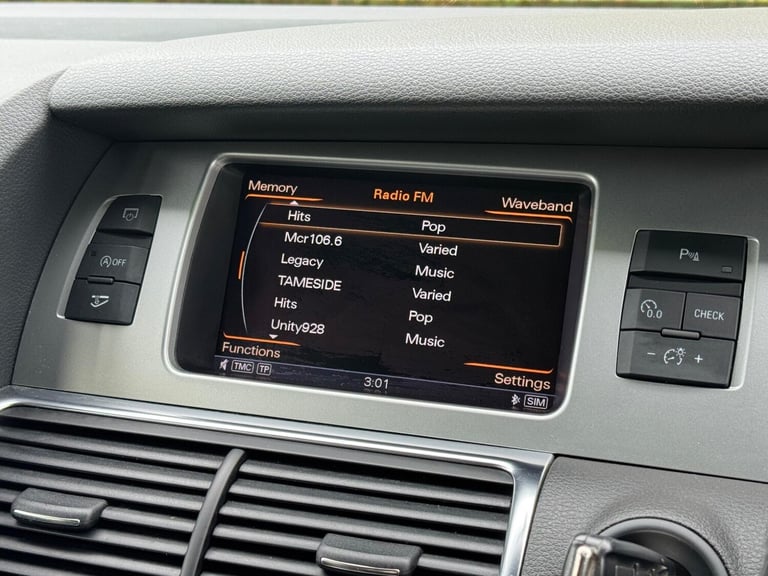 Memory
Radio FM
Waveband
Hits Pop
Mcr106.6 Varied
Legacy Music
TAMESIDE Varied
Hits Pop
Unity928 Music
Functions
Settings
TMC TP
3:01
SIM
A OFF
P
0.0
CHECK
- +